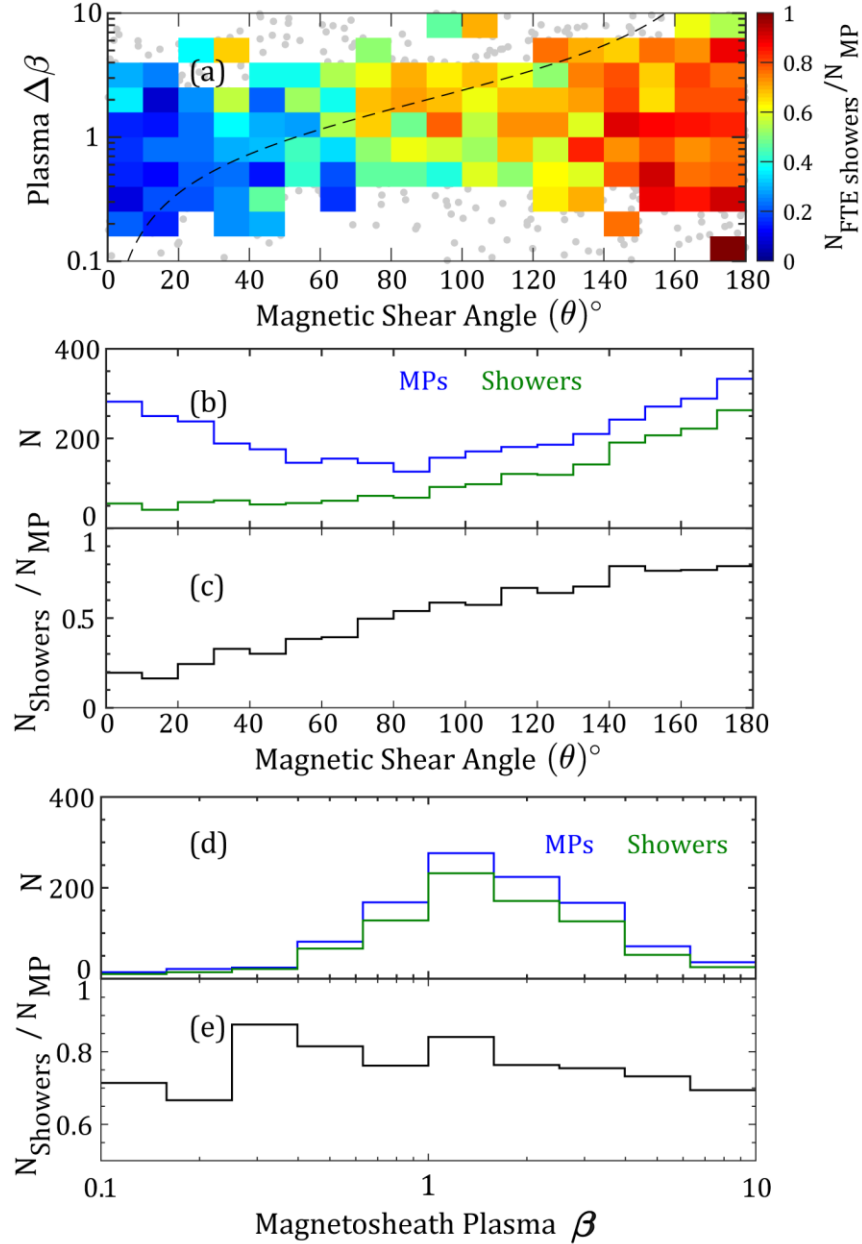 10
1
0.1
Plasma Δβ
(a)
0 20 40 60 80 100 120 140 160 180
Magnetic Shear Angle (θ)°
1
0.8
0.6
0.4
0.2
0
N_FTE showers/N_MP
400
200
0
N
(b)
MPs Showers
1
0.5
0
N_Showers / N_MP
(c)
0 20 40 60 80 100 120 140 160 180
Magnetic Shear Angle (θ)°
400
200
0
N
(d)
MPs Showers
1
0.8
0.6
N_Showers / N_MP
(e)
0.1 1 10
Magnetosheath Plasma β